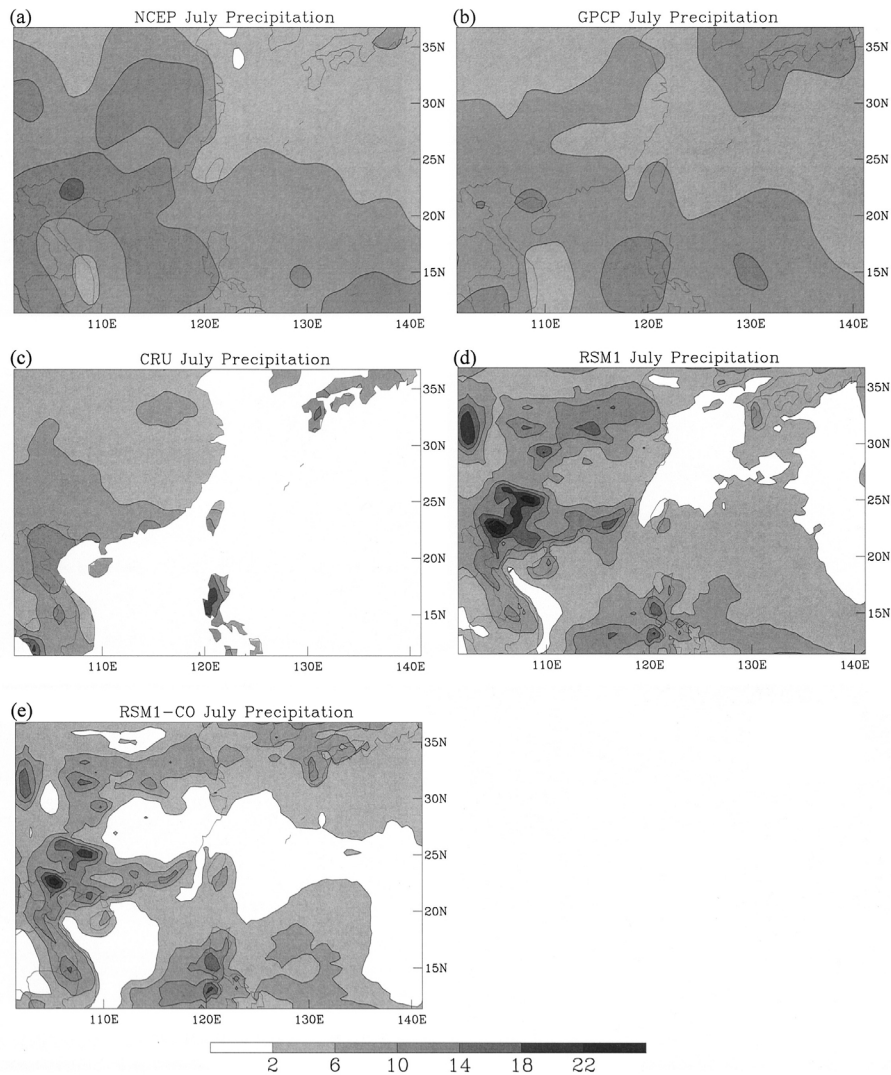 (a) NCEP July Precipitation
35N
30N
25N
20N
15N
110E 120E 130E 140E
(b) GPCP July Precipitation
35N
30N
25N
20N
15N
110E 120E 130E 140E
(c) CRU July Precipitation
35N
30N
25N
20N
15N
110E 120E 130E 140E
(d) RSM1 July Precipitation
35N
30N
25N
20N
15N
110E 120E 130E 140E
(e) RSM1-CO July Precipitation
35N
30N
25N
20N
15N
110E 120E 130E 140E
2 6 10 14 18 22